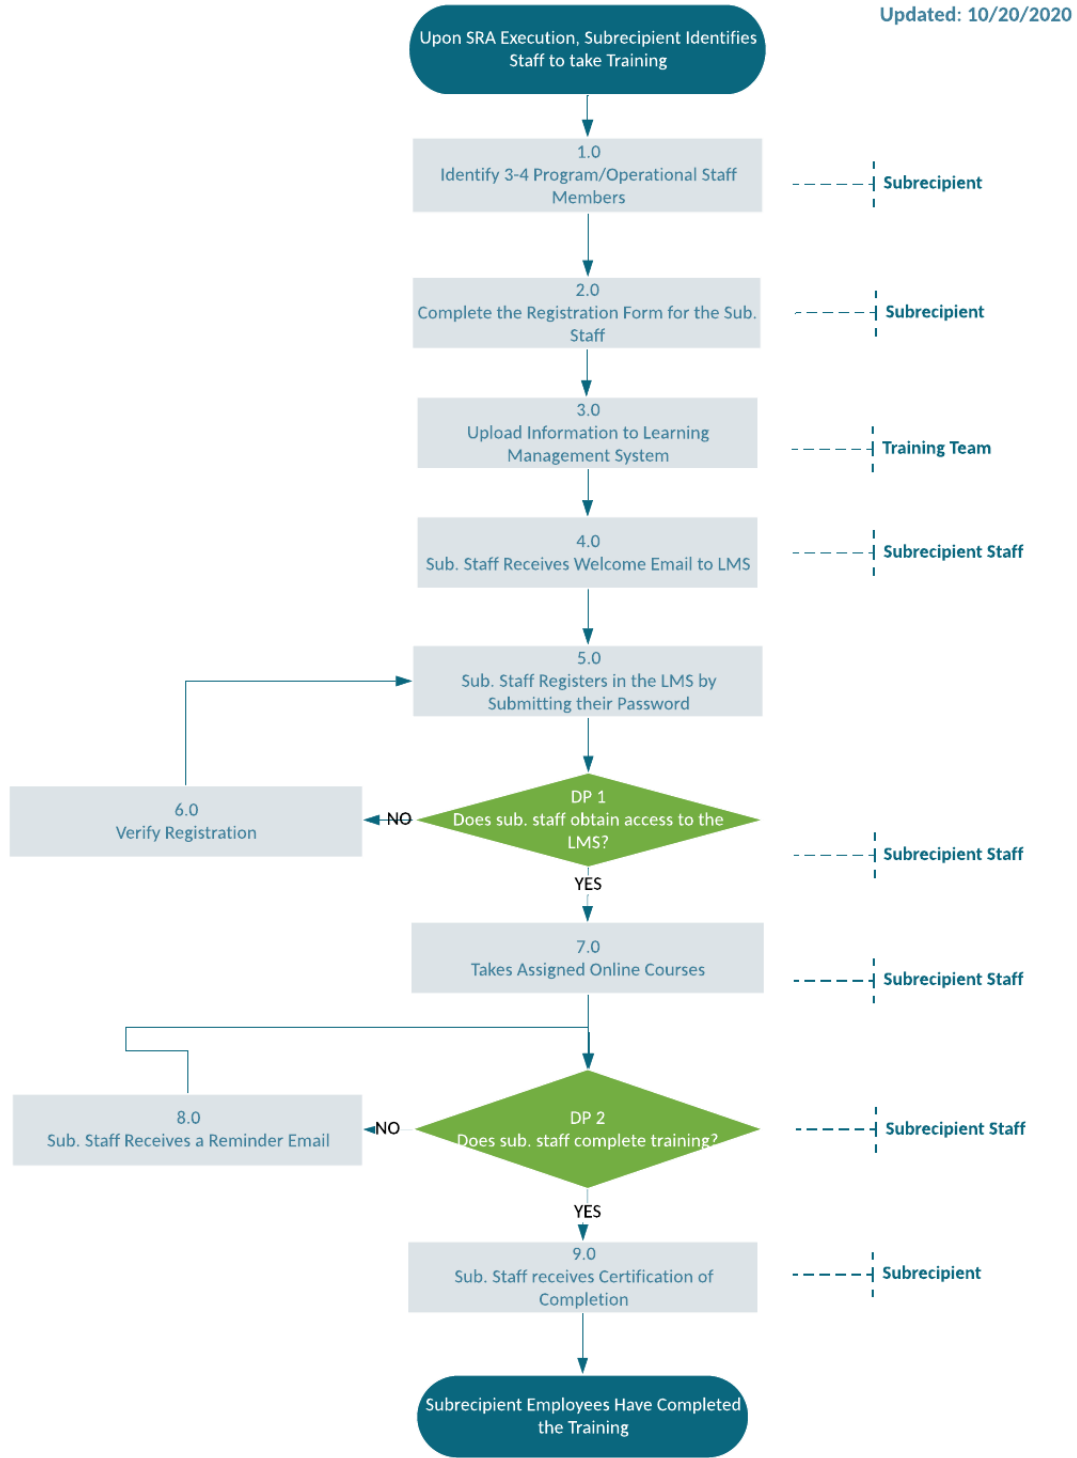 Updated: 10/20/2020
Upon SRA Execution, Subrecipient Identifies
Staff to take Training
1.0
Identify 3-4 Program/Operational Staff
Members
Subrecipient
2.0
Complete the Registration Form for the Sub.
Staff
Subrecipient
3.0
Upload Information to Learning
Management System
Training Team
4.0
Sub. Staff Receives Welcome Email to LMS
Subrecipient Staff
5.0
Sub. Staff Registers in the LMS by
Submitting their Password
DP 1
Does sub. staff obtain access to the
LMS?
NO
6.0
Verify Registration
Subrecipient Staff
YES
7.0
Takes Assigned Online Courses
Subrecipient Staff
DP 2
Does sub. staff complete training?
NO
8.0
Sub. Staff Receives a Reminder Email
Subrecipient Staff
YES
9.0
Sub. Staff receives Certification of
Completion
Subrecipient
Subrecipient Employees Have Completed
the Training